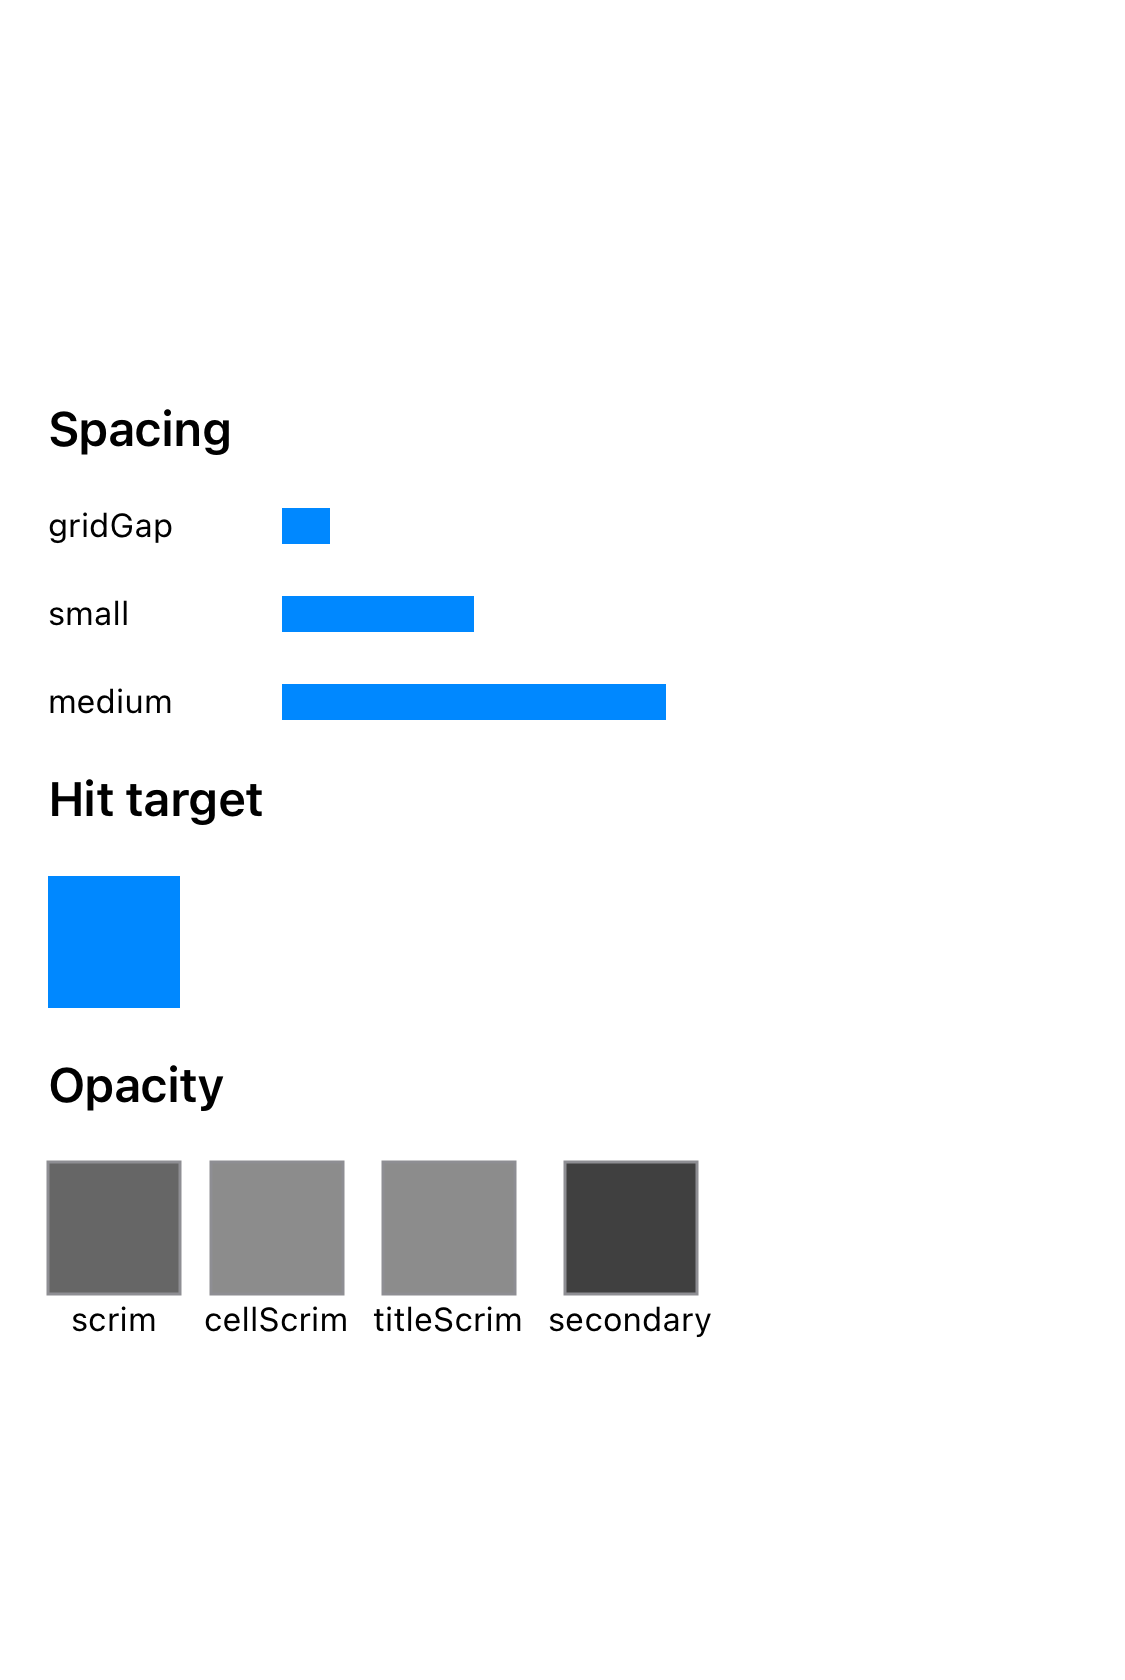 Spacing
gridGap
small
medium
Hit target
Opacity
scrim cellScrim titleScrim secondary